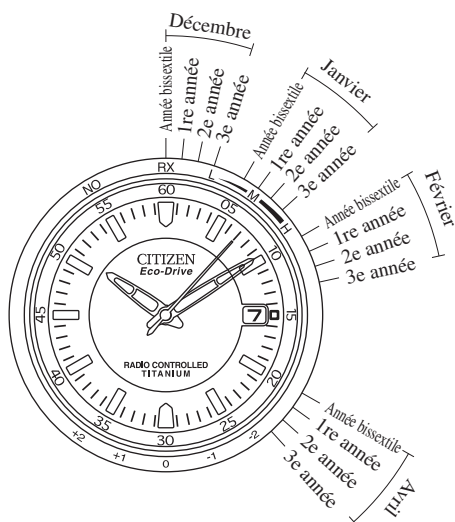 Décembre
Année bissextile
1re année
2e année
3e année
Janvier
Année bissextile
1re année
2e année
3e année
Février
Année bissextile
1re année
2e année
3e année
Avril
Année bissextile
1re année
2e année
3e année
NO
RX
L
M
H
60
05
10
15
20
25
30
35
40
45
50
55
CITIZEN
Eco-Drive
7
RADIO CONTROLLED
TITANIUM
+2
+1
0
-1
-2